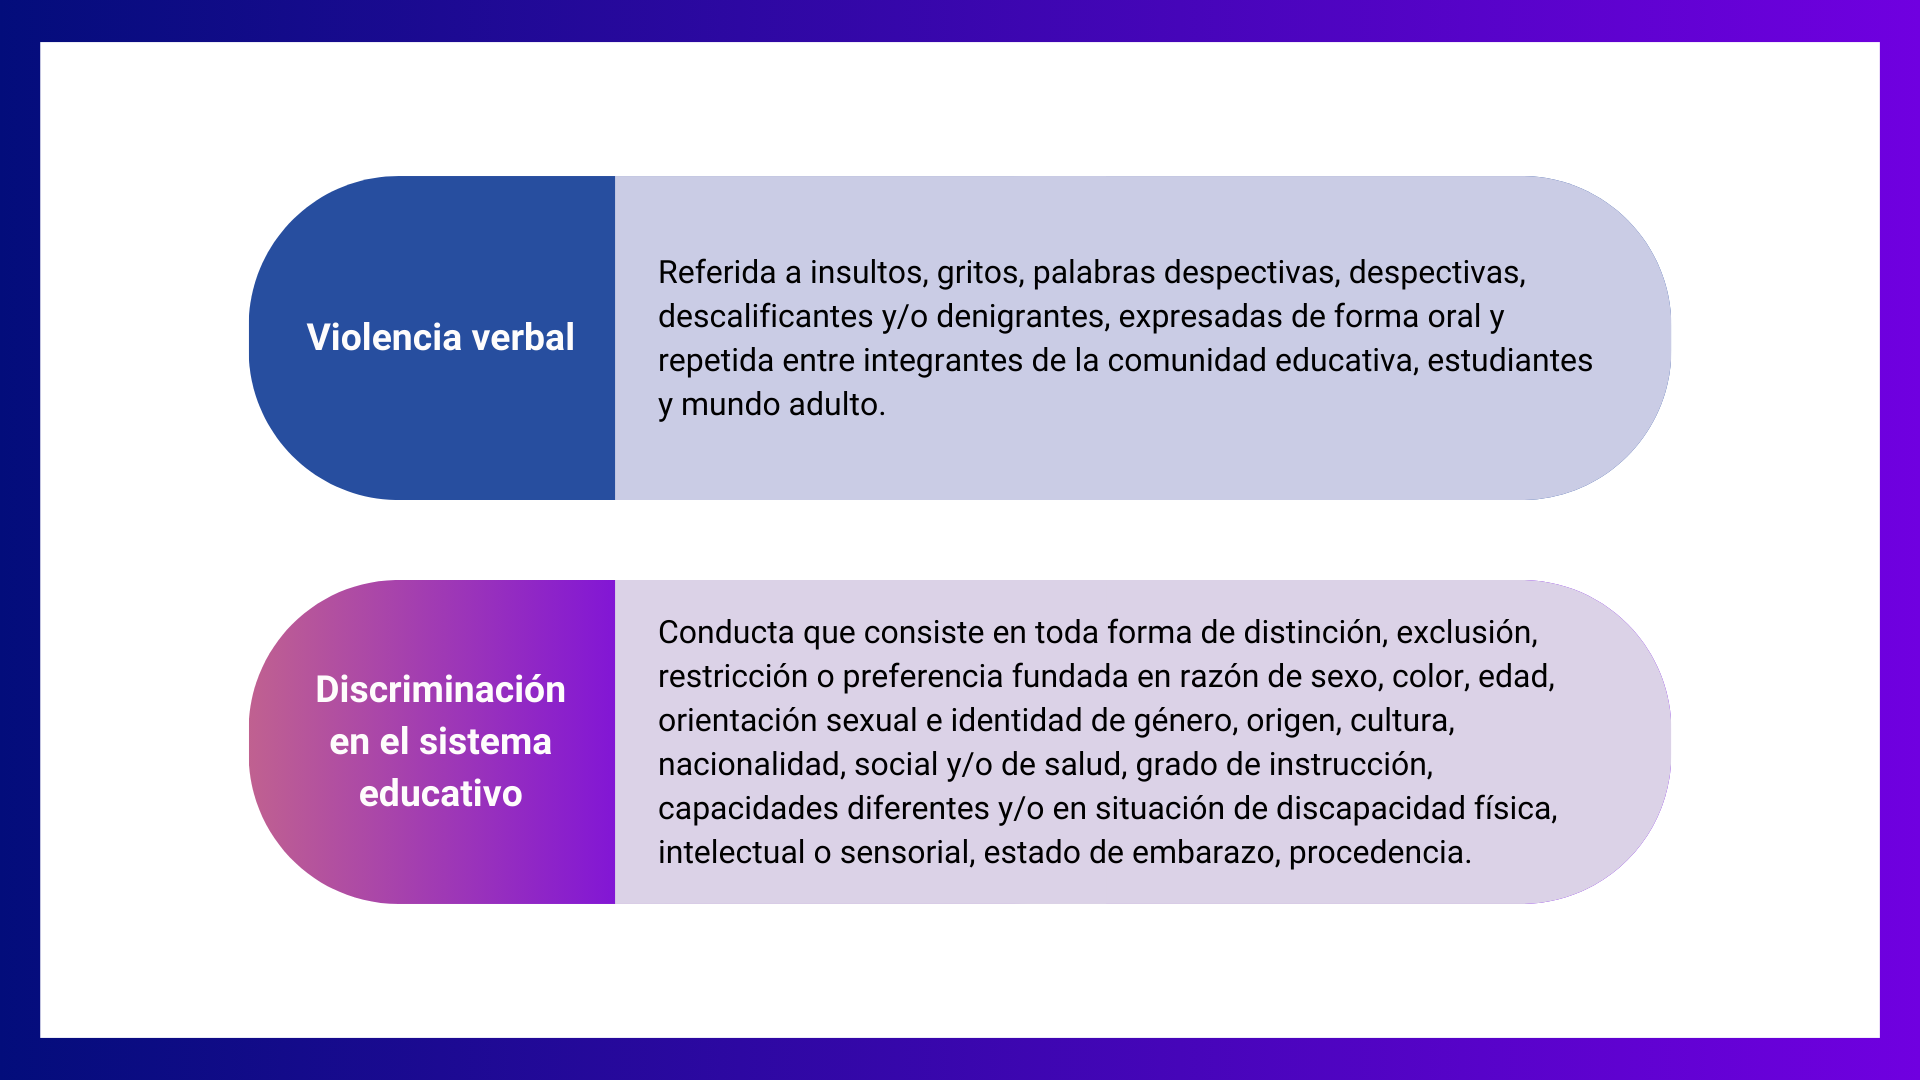 Violencia verbal
Referida a insultos, gritos, palabras despectivas, despectivas,
descalificantes y/o denigrantes, expresadas de forma oral y
repetida entre integrantes de la comunidad educativa, estudiantes
y mundo adulto.
Discriminación
en el sistema
educativo
Conducta que consiste en toda forma de distinción, exclusión,
restricción o preferencia fundada en razón de sexo, color, edad,
orientación sexual e identidad de género, origen, cultura,
nacionalidad, social y/o de salud, grado de instrucción,
capacidades diferentes y/o en situación de discapacidad física,
intelectual o sensorial, estado de embarazo, procedencia.